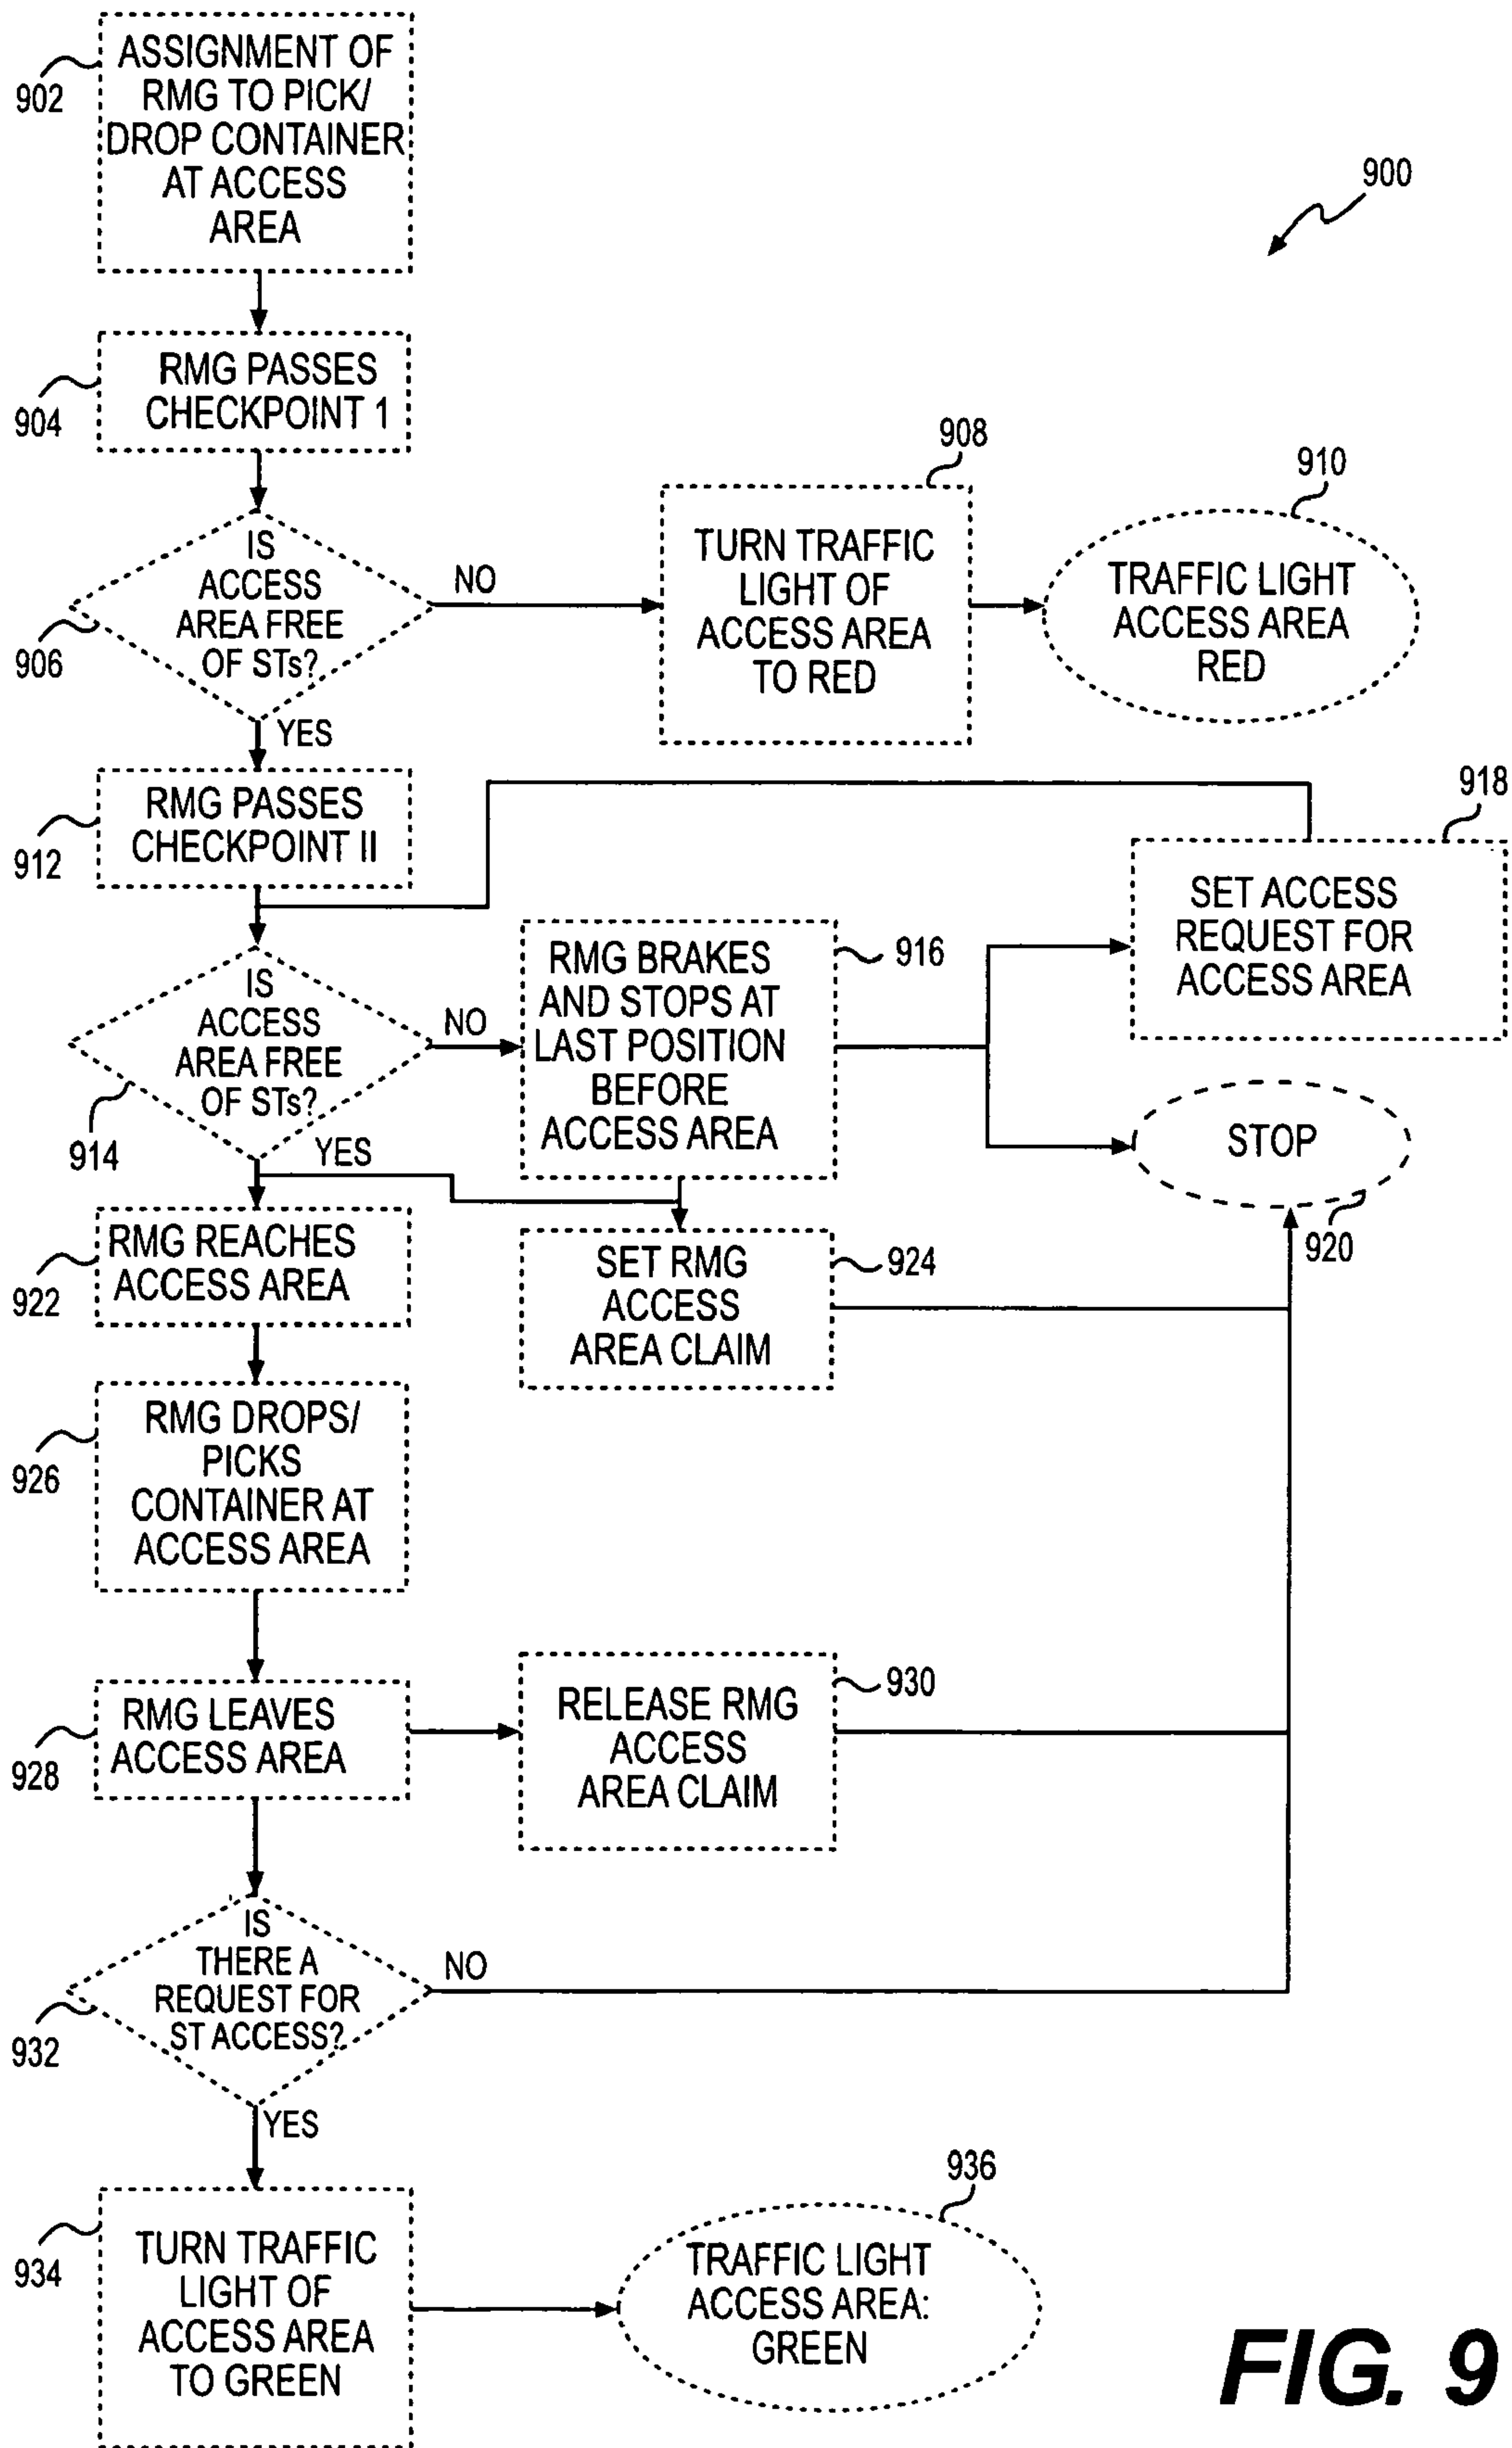 ASSIGNMENT OF
RMG TO PICK/
DROP CONTAINER
AT ACCESS
AREA
902
900
RMG PASSES
CHECKPOINT 1
904
IS
ACCESS
AREA FREE
OF STs?
906
NO
YES
908
TURN TRAFFIC
LIGHT OF
ACCESS AREA
TO RED
910
TRAFFIC LIGHT
ACCESS AREA
RED
RMG PASSES
CHECKPOINT II
912
918
SET ACCESS
REQUEST FOR
ACCESS AREA
IS
ACCESS
AREA FREE
OF STs?
914
NO
YES
RMG BRAKES
AND STOPS AT
LAST POSITION
BEFORE
ACCESS AREA
916
STOP
920
RMG REACHES
ACCESS AREA
922
SET RMG
ACCESS
AREA CLAIM
924
RMG DROPS/
PICKS
CONTAINER AT
ACCESS AREA
926
RMG LEAVES
ACCESS AREA
928
RELEASE RMG
ACCESS
AREA CLAIM
930
IS
THERE A
REQUEST FOR
ST ACCESS?
932
NO
YES
TURN TRAFFIC
LIGHT OF
ACCESS AREA
TO GREEN
934
936
TRAFFIC LIGHT
ACCESS AREA:
GREEN
FIG. 9